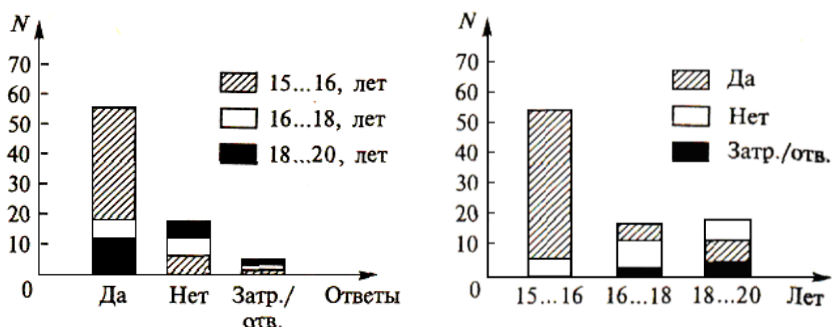 N
70
60
50
40
30
20
10
0
15...16, лет
16...18, лет
18...20, лет
Да
Нет
Затр./
отв.
Ответы
N
70
60
50
40
30
20
10
0
Да
Нет
Затр./отв.
15...16
16...18
18...20
Лет